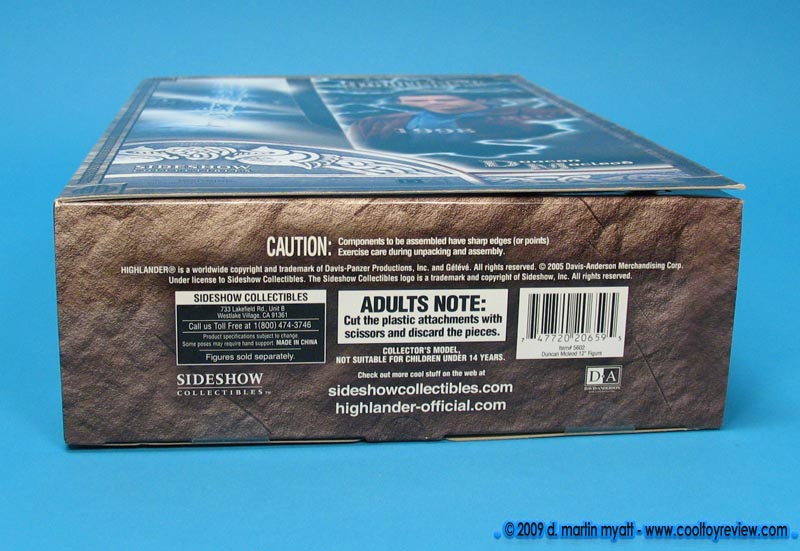 1998
Duncan
Mcleod
SIDESHOW
CAUTION: Components to be assembled have sharp edges (or points)
Exercise care during unpacking and assembly.
HIGHLANDER® is a worldwide copyright and trademark of Davis-Panzer Productions, Inc. and Gétévé. All rights reserved. © 2005 Davis-Anderson Merchandising Corp.
Under license to Sideshow Collectibles. The Sideshow Collectibles logo is a trademark and copyright of Sideshow, Inc. All rights reserved.
SIDESHOW COLLECTIBLES
733 Lakefield Rd., Unit B
Westlake Village, CA 91361
Call us Toll Free at 1(800) 474-3746
Product specifications subject to change
Some poses may require hand support MADE IN CHINA
Figures sold separately.
SIDESHOW
COLLECTIBLES™
ADULTS NOTE:
Cut the plastic attachments with
scissors and discard the pieces.
COLLECTOR'S MODEL,
NOT SUITABLE FOR CHILDREN UNDER 14 YEARS.
Check out more cool stuff on the web at
sideshowcollectibles.com
highlander-official.com
7 47720 20659 5
Item# 5602
Duncan Mcleod 12" Figure
D A
DAVIS-ANDERSON
© 2009 d. martin myatt - www.cooltoyreview.com